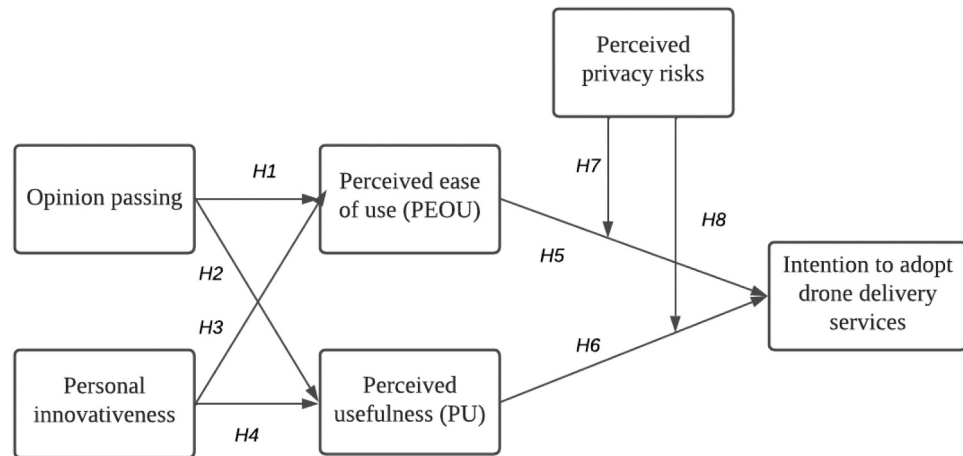 Perceived
privacy risks
H7
H8
Opinion passing
H1
Perceived ease
of use (PEOU)
H2
H3
H5
Intention to adopt
drone delivery
services
Personal
innovativeness
H4
Perceived
usefulness (PU)
H6